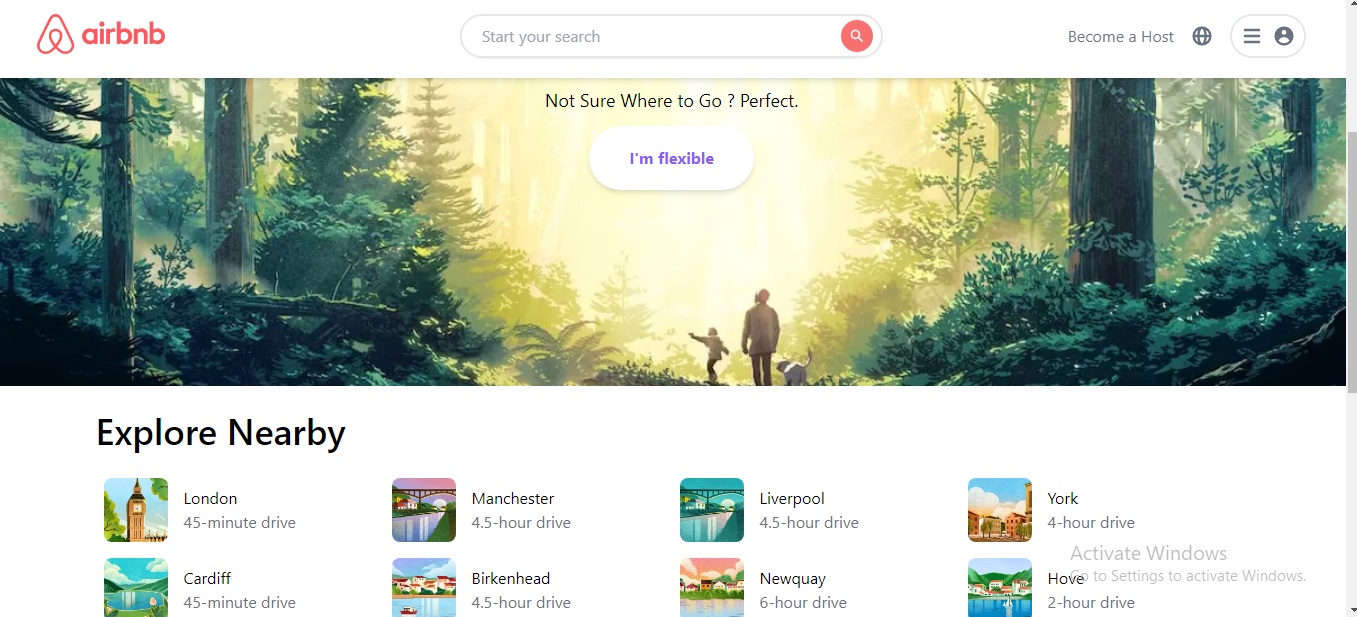 airbnb
Start your search
Become a Host
Not Sure Where to Go ? Perfect.
I'm flexible
Explore Nearby
London
45-minute drive
Manchester
4.5-hour drive
Liverpool
4.5-hour drive
York
4-hour drive
Cardiff
45-minute drive
Birkenhead
4.5-hour drive
Newquay
6-hour drive
Hove
2-hour drive
Activate Windows
Go to Settings to activate Windows.